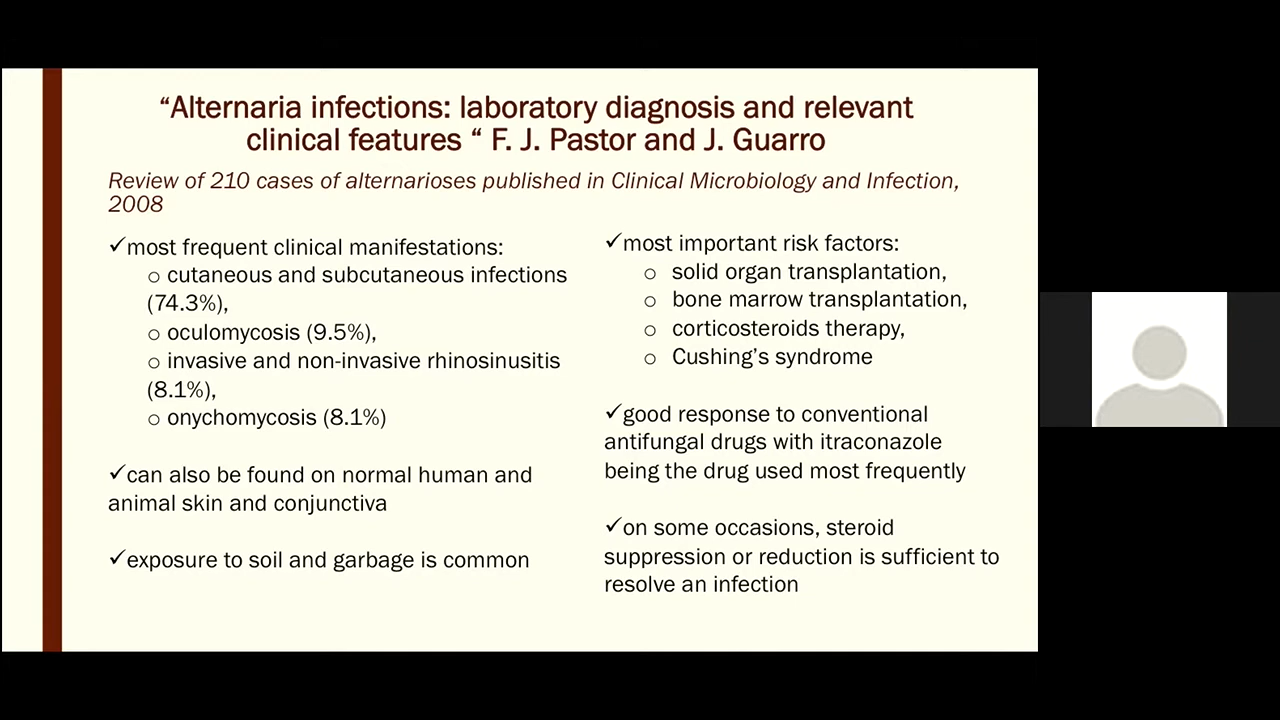 “Alternaria infections: laboratory diagnosis and relevant
clinical features “ F. J. Pastor and J. Guarro
Review of 210 cases of alternarioses published in Clinical Microbiology and Infection,
2008
✓most frequent clinical manifestations:
o cutaneous and subcutaneous infections
(74.3%),
o oculomycosis (9.5%),
o invasive and non-invasive rhinosinusitis
(8.1%),
o onychomycosis (8.1%)
✓can also be found on normal human and
animal skin and conjunctiva
✓exposure to soil and garbage is common
✓most important risk factors:
o solid organ transplantation,
o bone marrow transplantation,
o corticosteroids therapy,
o Cushing’s syndrome
✓good response to conventional
antifungal drugs with itraconazole
being the drug used most frequently
✓on some occasions, steroid
suppression or reduction is sufficient to
resolve an infection